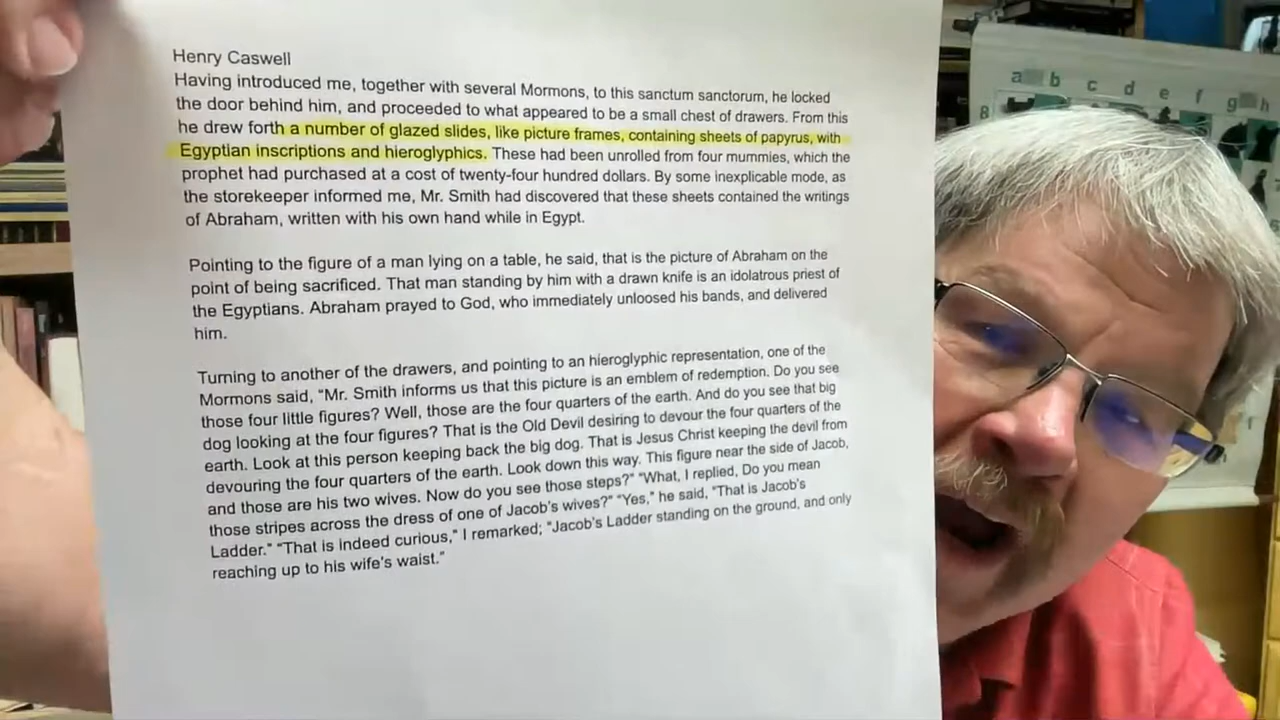 Henry Caswell
Having introduced me, together with several Mormons, to this sanctum sanctorum, he locked
the door behind him, and proceeded to what appeared to be a small chest of drawers. From this
he drew forth a number of glazed slides, like picture frames, containing sheets of papyrus, with
Egyptian inscriptions and hieroglyphics. These had been unrolled from four mummies, which the
prophet had purchased at a cost of twenty-four hundred dollars. By some inexplicable mode, as
the storekeeper informed me, Mr. Smith had discovered that these sheets contained the writings
of Abraham, written with his own hand while in Egypt.
Pointing to the figure of a man lying on a table, he said, that is the picture of Abraham on the
point of being sacrificed. That man standing by him with a drawn knife is an idolatrous priest of
the Egyptians. Abraham prayed to God, who immediately unloosed his bands, and delivered
him.
Turning to another of the drawers, and pointing to an hieroglyphic representation, one of the
Mormons said, “Mr. Smith informs us that this picture is an emblem of redemption. Do you see
those four little figures? Well, those are the four quarters of the earth. And do you see that big
dog looking at the four figures? That is the Old Devil desiring to devour the four quarters of the
earth. Look at this person keeping back the big dog. That is Jesus Christ keeping the devil from
devouring the four quarters of the earth. Look down this way. This figure near the side of Jacob,
and those are his two wives. Now do you see those steps?” “What, I replied, Do you mean
those stripes across the dress of one of Jacob's wives?” “Yes,” he said, “That is Jacob's
Ladder.” “That is indeed curious,” I remarked; “Jacob's Ladder standing on the ground, and only
reaching up to his wife's waist.”
a b c d e f g h
8